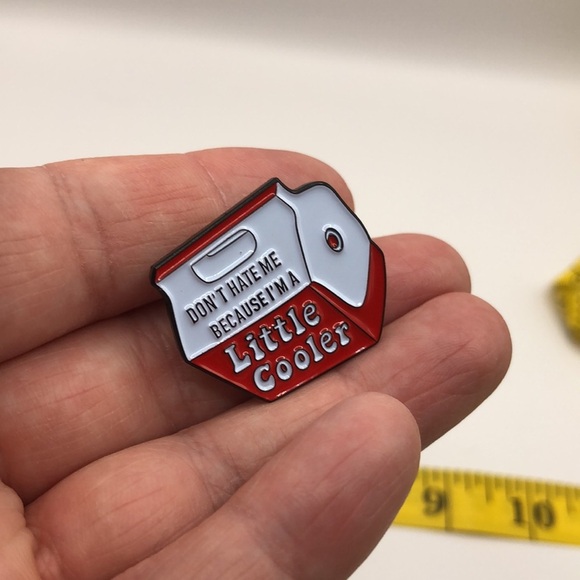 DON'T HATE ME
BECAUSE I'M A
Little
Cooler
9
10